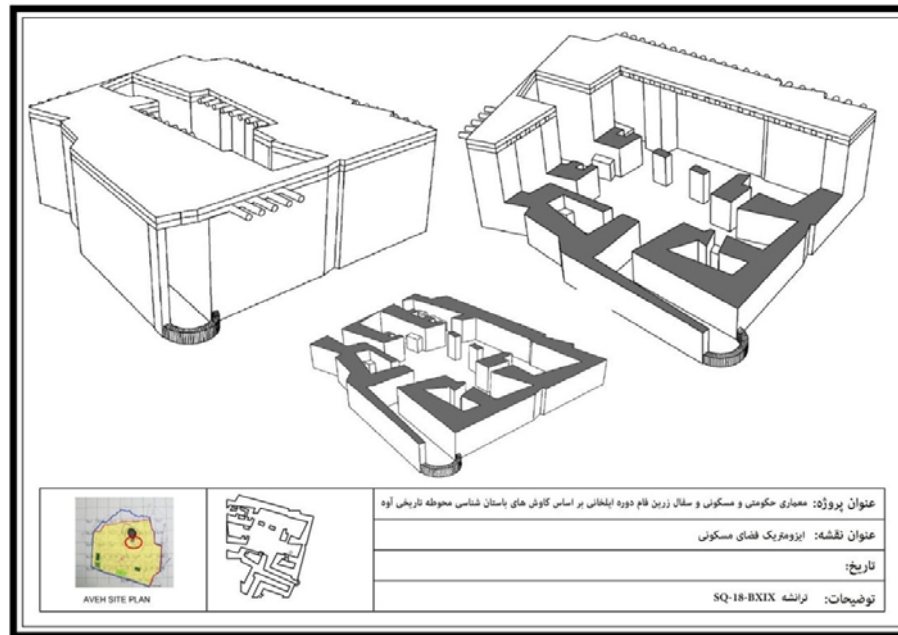 عنوان پروژه: معماری حکومتی و مسکونی و سفال زرین فام دوره ایلخانی بر اساس کاوش های باستان شناسی محوطه تاریخی آوه
عنوان نقشه: ایزومتریک فضای مسکونی
تاریخ:
توضیحات: ترانشه SQ-18-BXIX
AVEH SITE PLAN